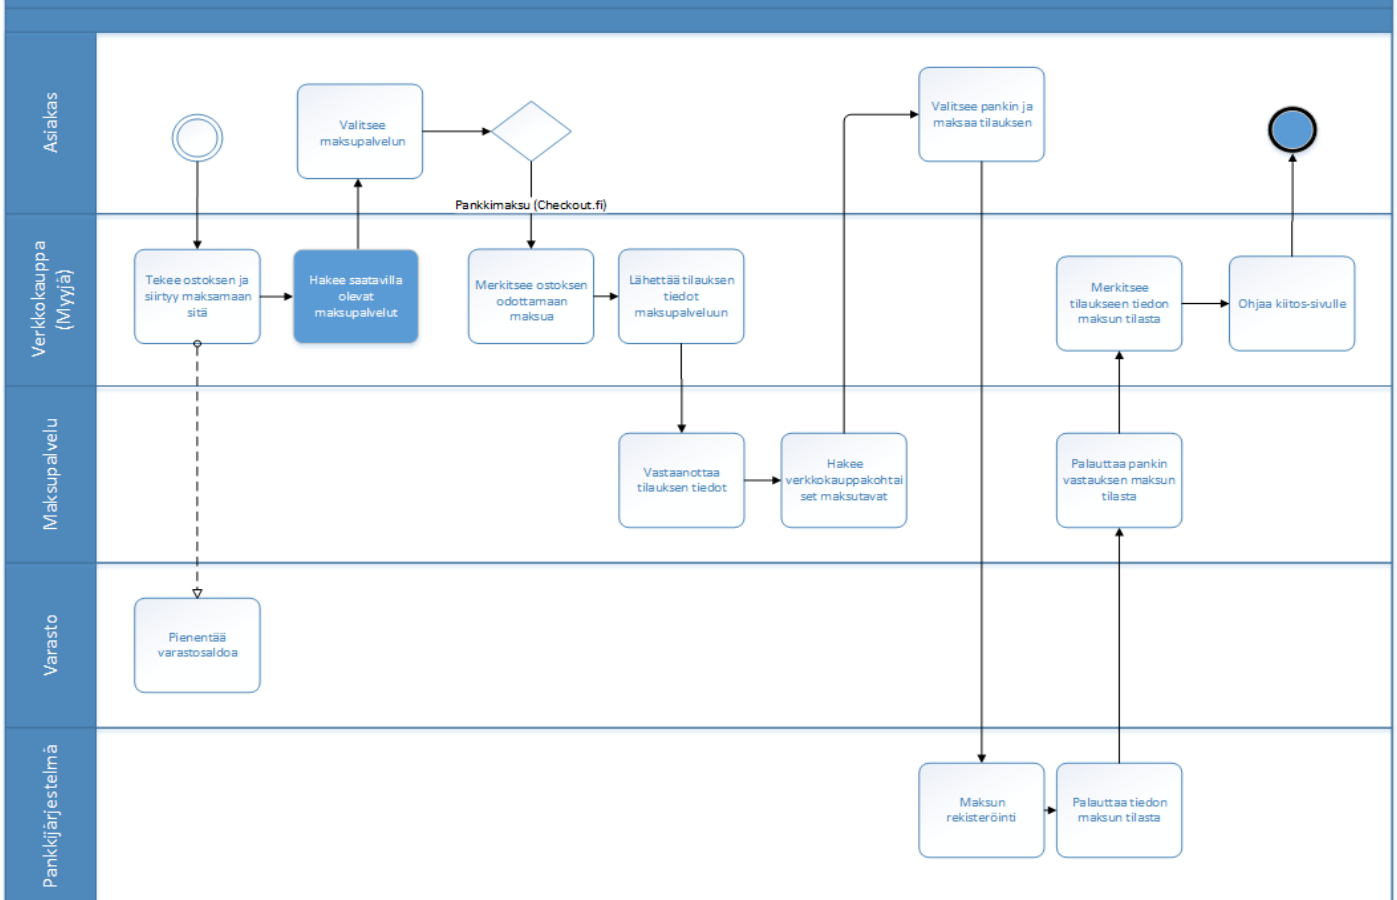 Asiakas
Valitsee
maksupalvelun
Pankkimaksu (Checkout.fi)
Valitsee pankin ja
maksaa tilauksen
Verkkokauppa
(Myyjä)
Tekee ostoksen ja
siirtyy maksamaan
sitä
Hakee saatavilla
olevat
maksupalvelut
Merkitsee ostoksen
odottamaan
maksua
Lähettää tilauksen
tiedot
maksupalveluun
Merkitsee
tilaukseen tiedon
maksun tilasta
Ohjaa kiitos-sivulle
Maksupalvelu
Vastaanottaa
tilauksen tiedot
Hakee
verkkokauppakohtai
set maksutavat
Palauttaa pankin
vastauksen maksun
tilasta
Varasto
Pienentää
varastosaldoa
Pankkijärjestelmä
Maksun
rekisteröinti
Palauttaa tiedon
maksun tilasta